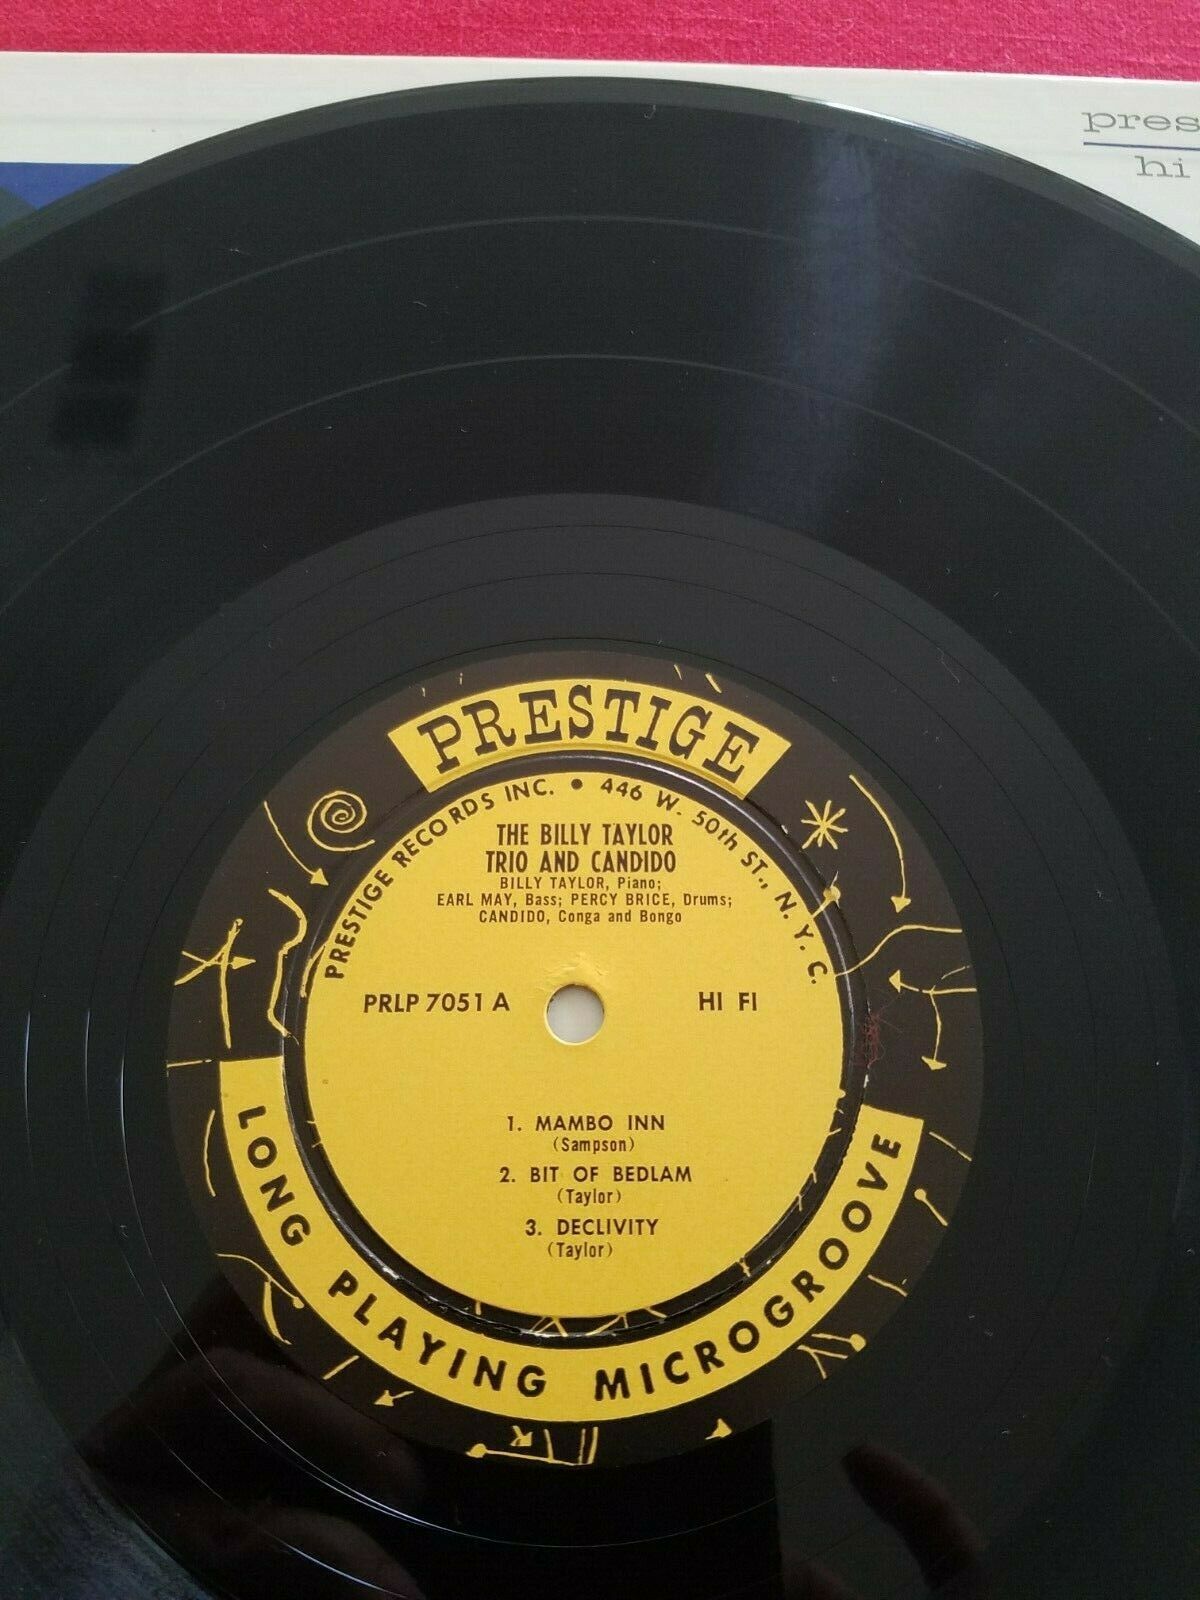 pres
hi
PRESTIGE
PRESTIGE RECORDS INC. • 446 W. 50th ST., N. Y. C.
THE BILLY TAYLOR
TRIO AND CANDIDO
BILLY TAYLOR, Piano;
EARL MAY, Bass; PERCY BRICE, Drums;
CANDIDO, Conga and Bongo
PRLP 7051 A HI FI
1. MAMBO INN
(Sampson)
2. BIT OF BEDLAM
(Taylor)
3. DECLIVITY
(Taylor)
LONG PLAYING MICROGROOVE